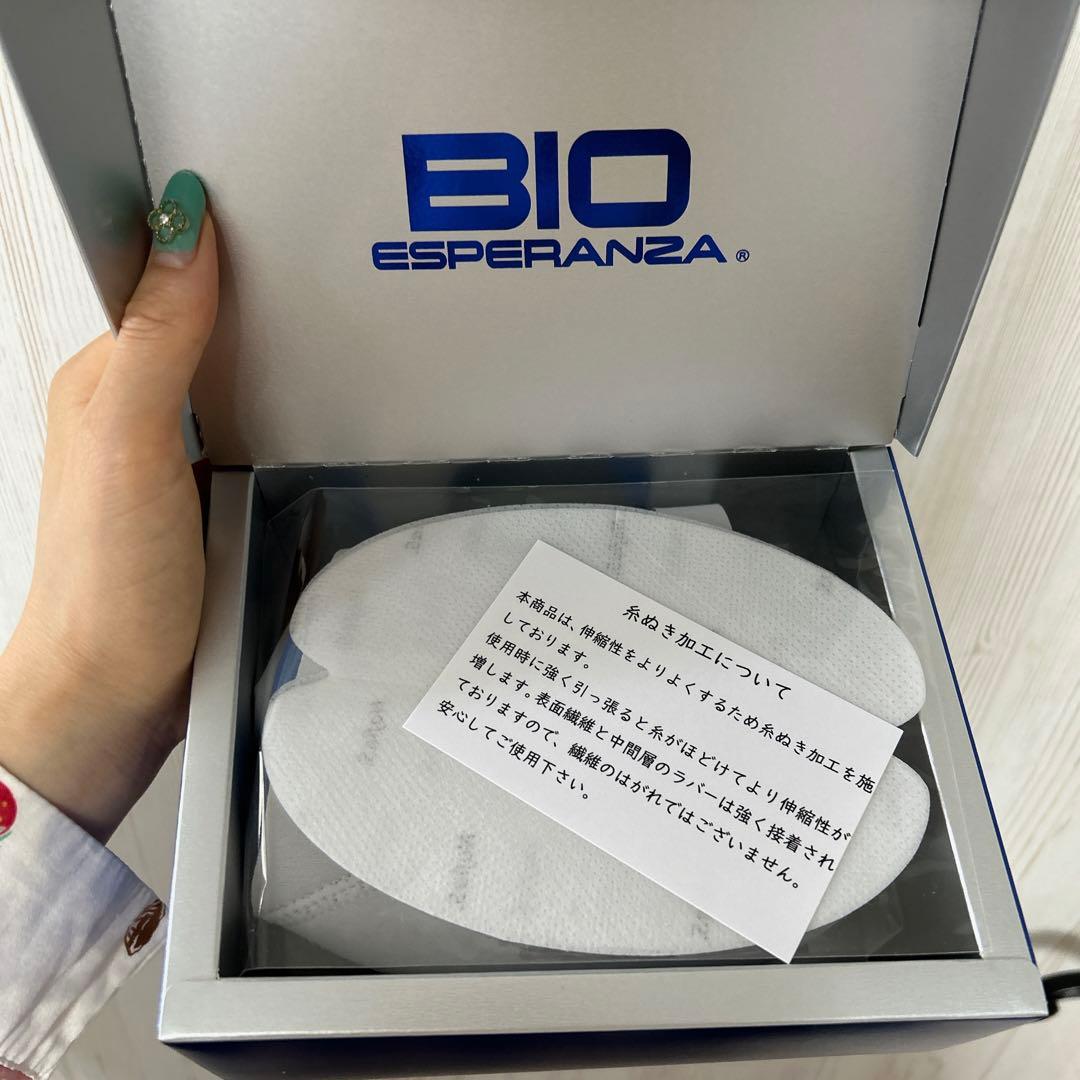 BIO
ESPERANZA®
糸ぬき加工について
本商品は、伸縮性をよりよくするため糸ぬき加工を施
しております。
使用時に強く引っ張ると糸がほどけてより伸縮性が
増します。表面繊維と中間層のラバーは強く接着され
ておりますので、繊維のはがれではございません。
安心してご使用下さい。